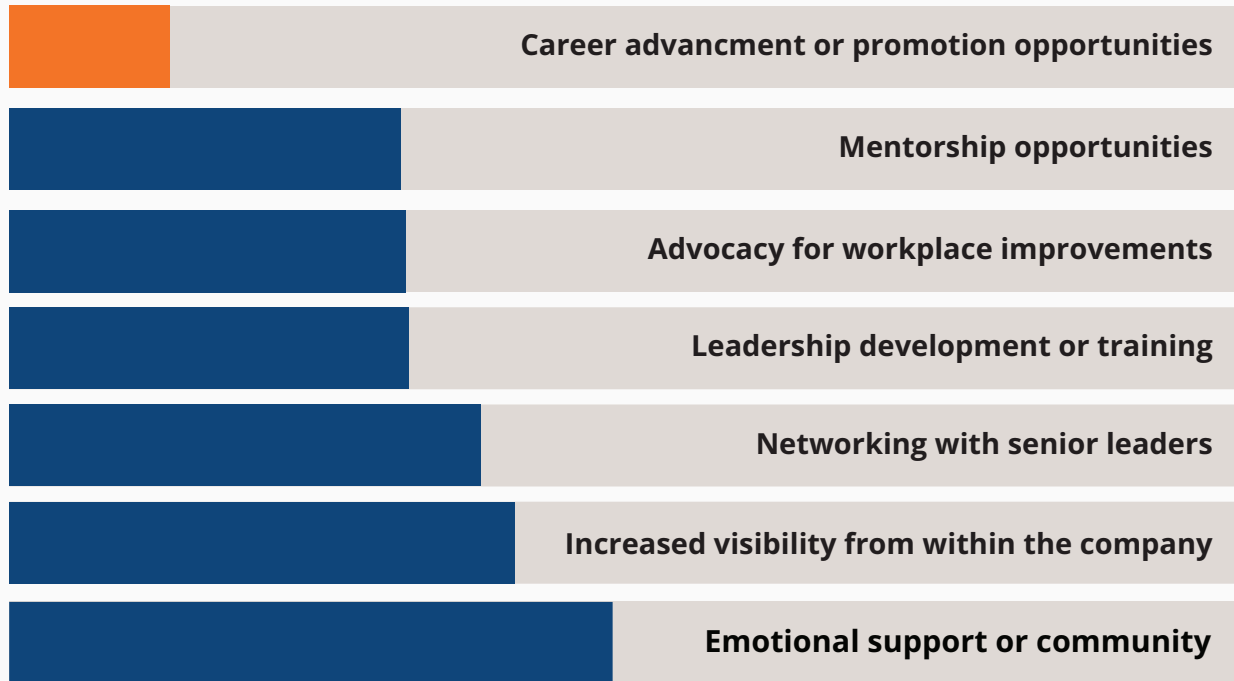 Career advancment or promotion opportunities
Mentorship opportunities
Advocacy for workplace improvements
Leadership development or training
Networking with senior leaders
Increased visibility from within the company
Emotional support or community